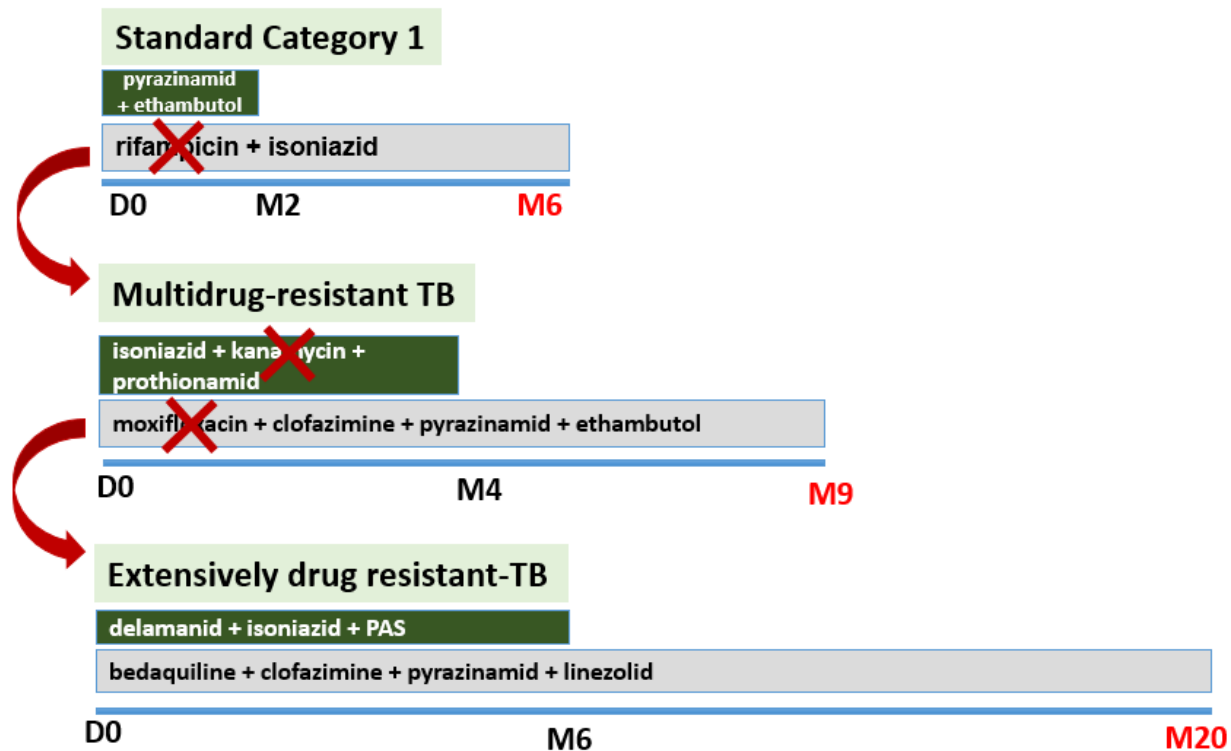 Standard Category 1
pyrazinamid
+ ethambutol
rifampicin + isoniazid
D0 M2 M6
Multidrug-resistant TB
isoniazid + kanamycin +
prothionamid
moxifloxacin + clofazimine + pyrazinamid + ethambutol
D0 M4 M9
Extensively drug resistant-TB
delamanid + isoniazid + PAS
bedaquiline + clofazimine + pyrazinamid + linezolid
D0 M6 M20